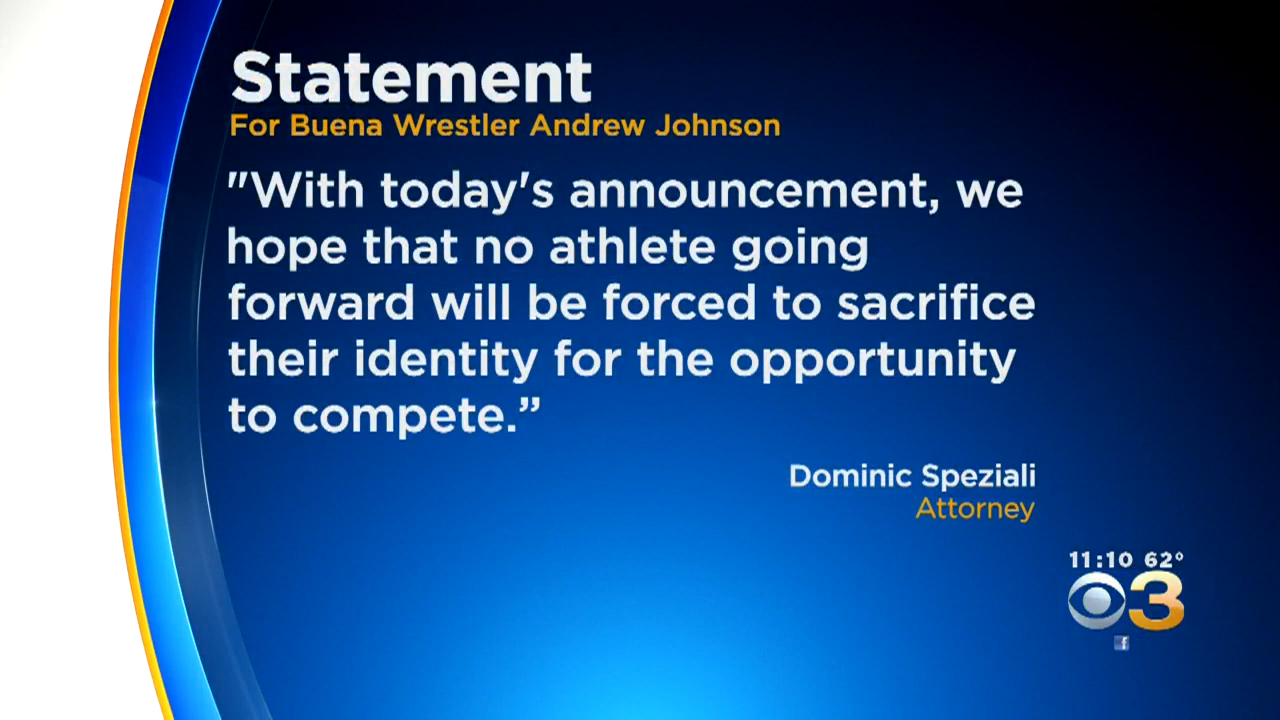 Statement
For Buena Wrestler Andrew Johnson
"With today's announcement, we
hope that no athlete going
forward will be forced to sacrifice
their identity for the opportunity
to compete.”
Dominic Speziali
Attorney
11:10 62°
3
f